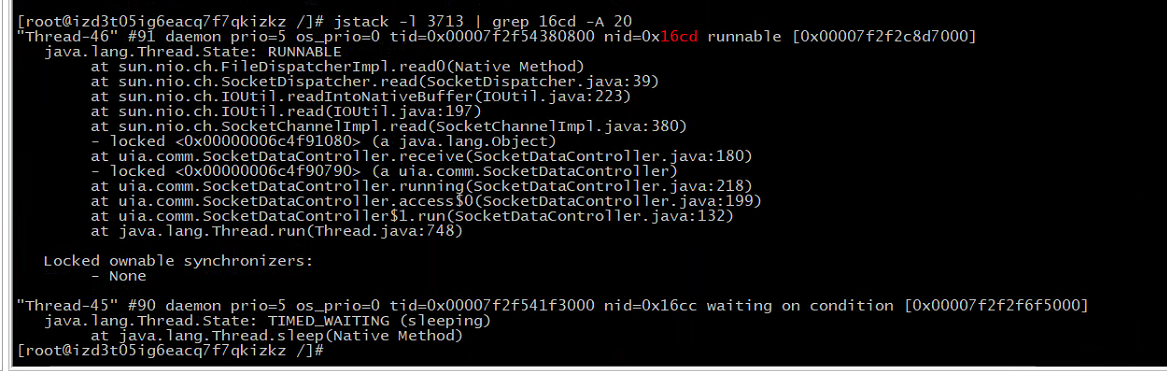 [root@izd3t05ig6eacq7f7qkizkz /]# jstack -l 3713 | grep 16cd -A 20
"Thread-46" #91 daemon prio=5 os_prio=0 tid=0x00007f2f54380800 nid=0x16cd runnable [0x00007f2f2c8d7000]
java.lang.Thread.State: RUNNABLE
at sun.nio.ch.FileDispatcherImpl.read0(Native Method)
at sun.nio.ch.SocketDispatcher.read(SocketDispatcher.java:39)
at sun.nio.ch.IOUtil.readIntoNativeBuffer(IOUtil.java:223)
at sun.nio.ch.IOUtil.read(IOUtil.java:197)
at sun.nio.ch.SocketChannelImpl.read(SocketChannelImpl.java:380)
- locked <0x00000006c4f91080> (a java.lang.Object)
at uia.comm.SocketDataController.receive(SocketDataController.java:180)
- locked <0x00000006c4f90790> (a uia.comm.SocketDataController)
at uia.comm.SocketDataController.running(SocketDataController.java:218)
at uia.comm.SocketDataController.access$0(SocketDataController.java:199)
at uia.comm.SocketDataController$1.run(SocketDataController.java:132)
at java.lang.Thread.run(Thread.java:748)
Locked ownable synchronizers:
- None
"Thread-45" #90 daemon prio=5 os_prio=0 tid=0x00007f2f541f3000 nid=0x16cc waiting on condition [0x00007f2f2f6f5000]
java.lang.Thread.State: TIMED_WAITING (sleeping)
at java.lang.Thread.sleep(Native Method)
[root@izd3t05ig6eacq7f7qkizkz /]#